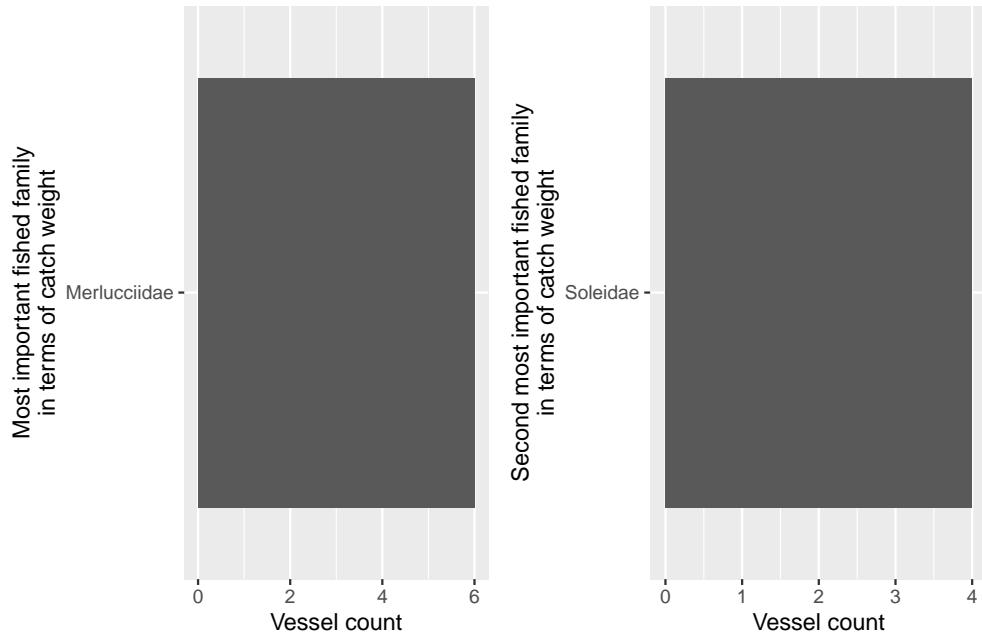 Most important fished family
in terms of catch weight
Merlucciidae
0 2 4 6
Vessel count
Second most important fished family
in terms of catch weight
Soleidae
0 1 2 3 4
Vessel count